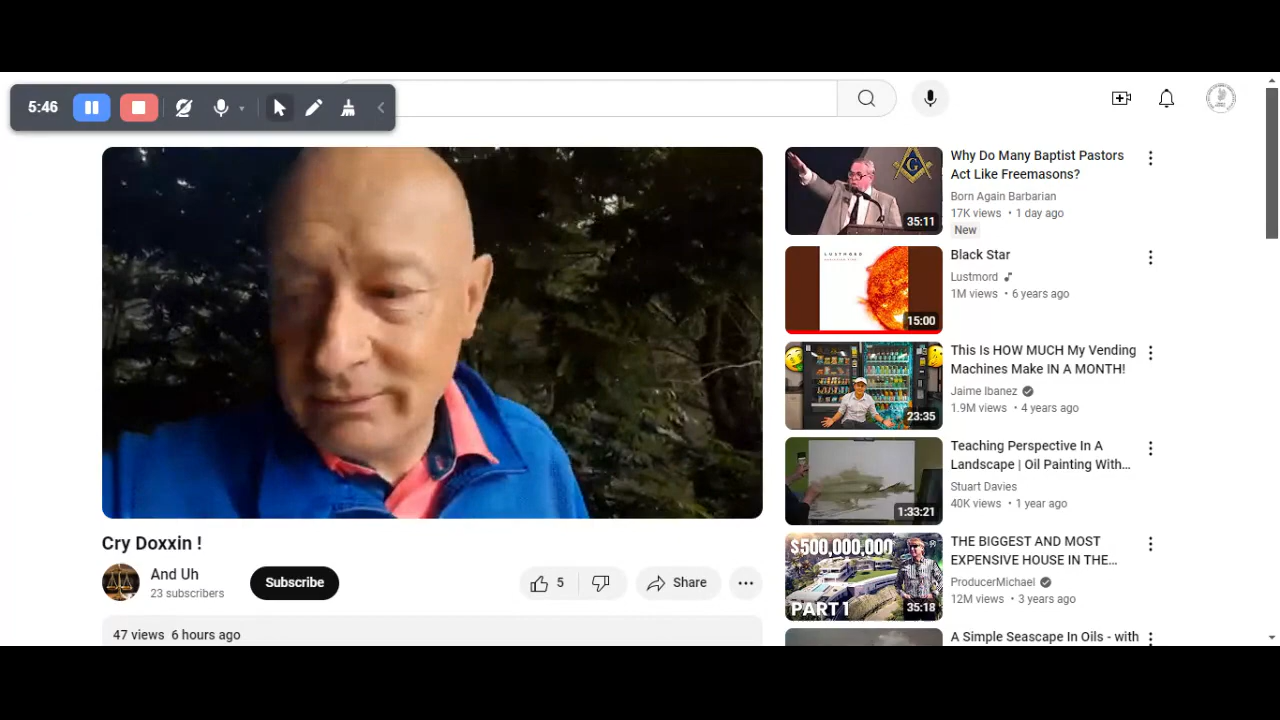 5:46
Why Do Many Baptist Pastors
Act Like Freemasons?
Born Again Barbarian
17K views • 1 day ago
New
G
35:11
Black Star
Lustmord
1M views • 6 years ago
LUSTMORD
15:00
This Is HOW MUCH My Vending
Machines Make IN A MONTH!
Jaime Ibanez
1.9M views • 4 years ago
23:35
Teaching Perspective In A
Landscape | Oil Painting With…
Stuart Davies
40K views • 1 year ago
1:33:21
THE BIGGEST AND MOST
EXPENSIVE HOUSE IN THE…
ProducerMichael
12M views • 3 years ago
$500,000,000
PART 1
35:18
A Simple Seascape In Oils - with
Cry Doxxin !
And Uh
23 subscribers
Subscribe
5
Share
47 views 6 hours ago